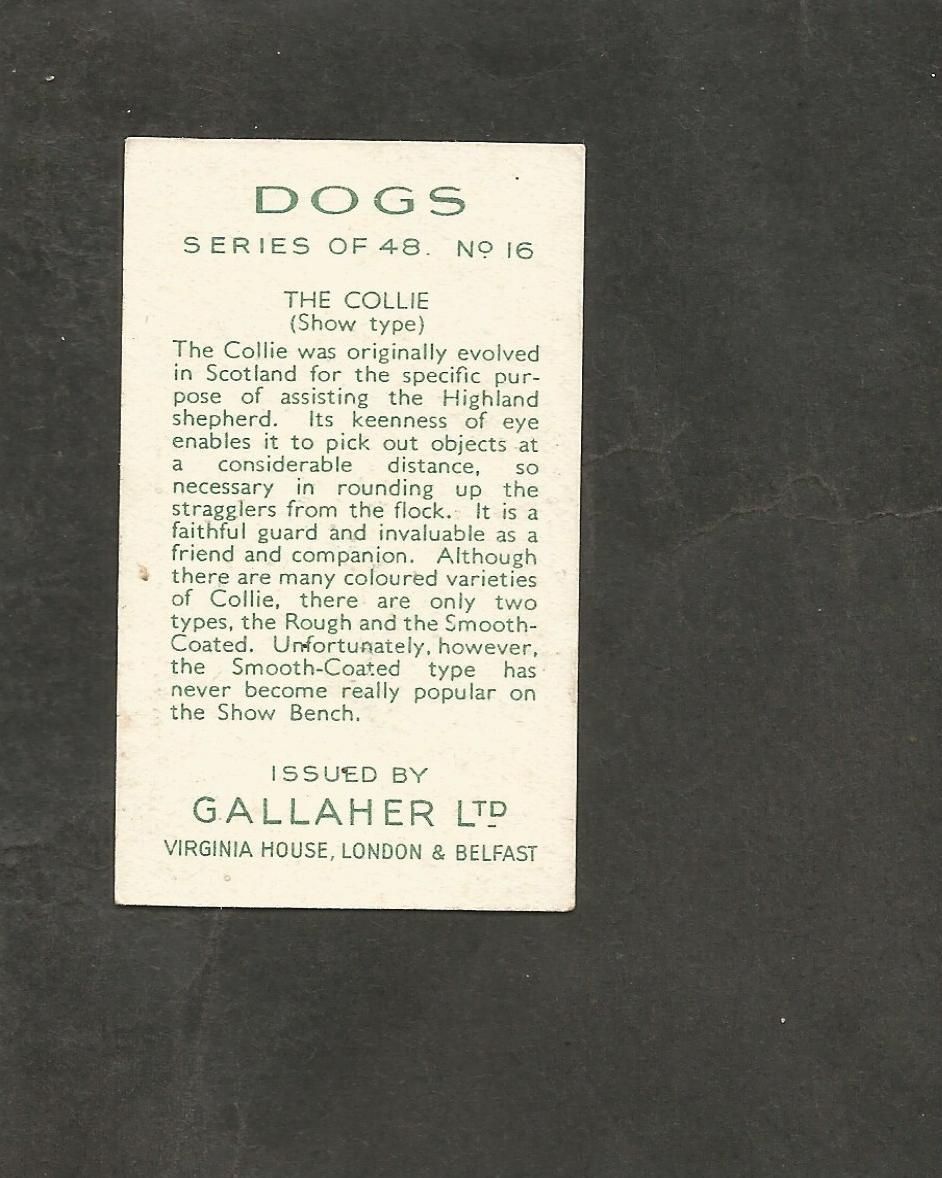 DOGS
SERIES OF 48. Nº 16
THE COLLIE
(Show type)
The Collie was originally evolved
in Scotland for the specific pur-
pose of assisting the Highland
shepherd. Its keenness of eye
enables it to pick out objects at
a considerable distance, so
necessary in rounding up the
stragglers from the flock. It is a
faithful guard and invaluable as a
friend and companion. Although
there are many coloured varieties
of Collie, there are only two
types, the Rough and the Smooth-
Coated. Unfortunately, however,
the Smooth-Coated type has
never become really popular on
the Show Bench.
ISSUED BY
GALLAHER LTD
VIRGINIA HOUSE, LONDON & BELFAST